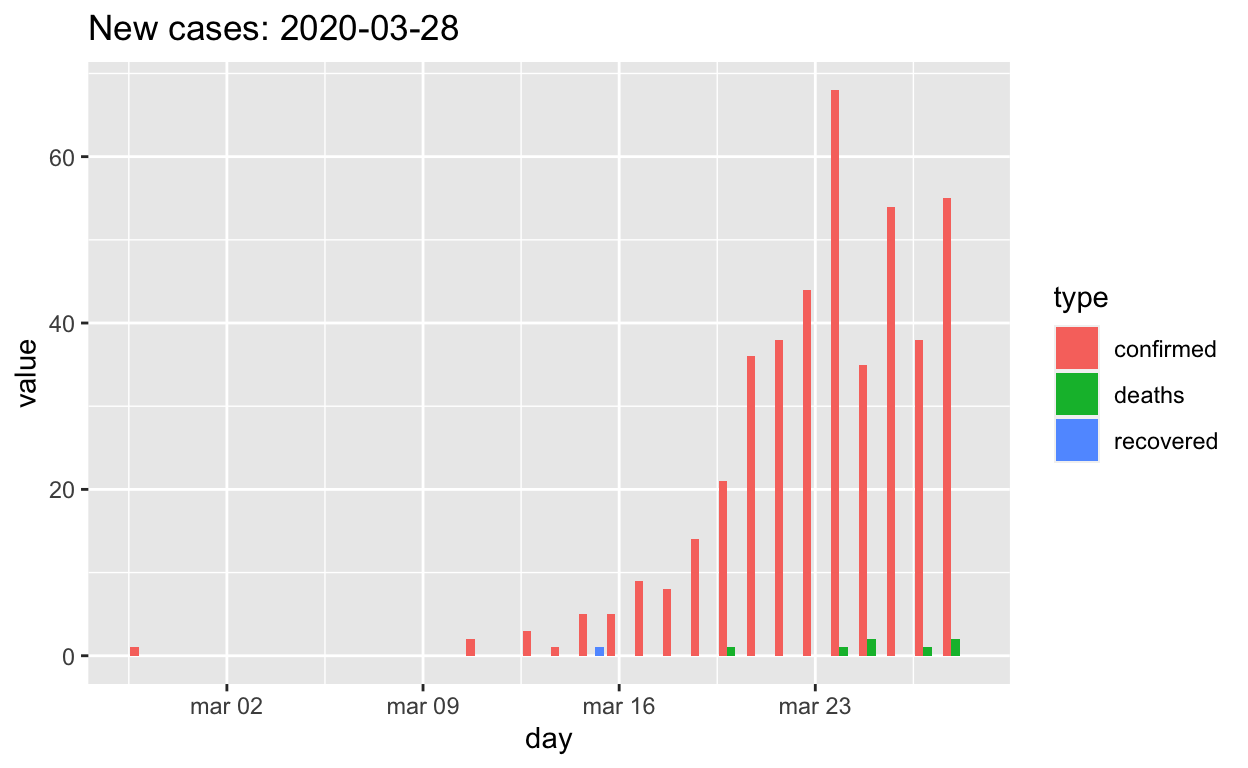 New cases: 2020-03-28
60
40
20
0
value
mar 02
mar 09
mar 16
mar 23
day
type
confirmed
deaths
recovered